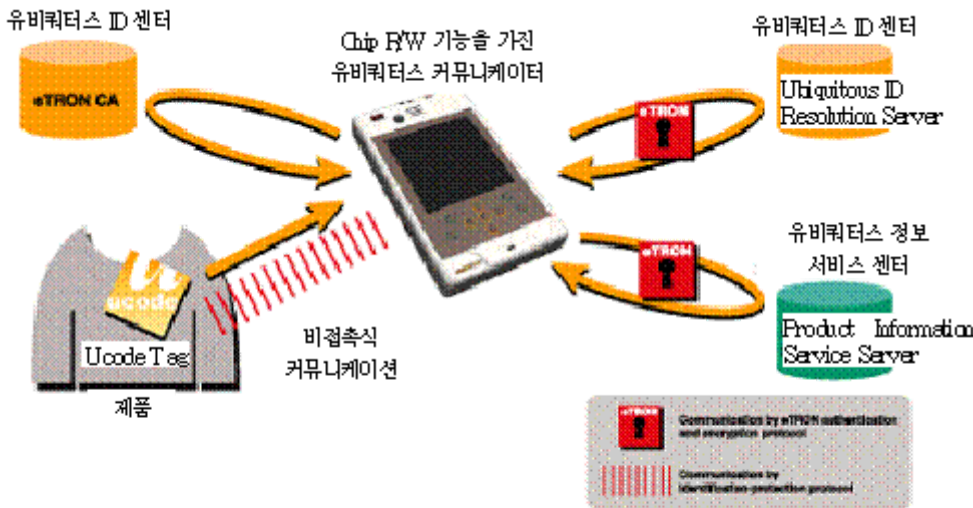 유비쿼터스 ID 센터
eTRON CA
Chip R/W 기능을 가진
유비쿼터스 커뮤니케이터
유비쿼터스 ID 센터
Ubiquitous ID
Resolution Server
eTRON
유비쿼터스 정보
서비스 센터
eTRON
Product Information
Service Server
ucode
Ucode Tag
제품
비접촉식
커뮤니케이션
eTRON
Communication by eTRON authentication
and encryption protocol
Communication by
identification protection protocol